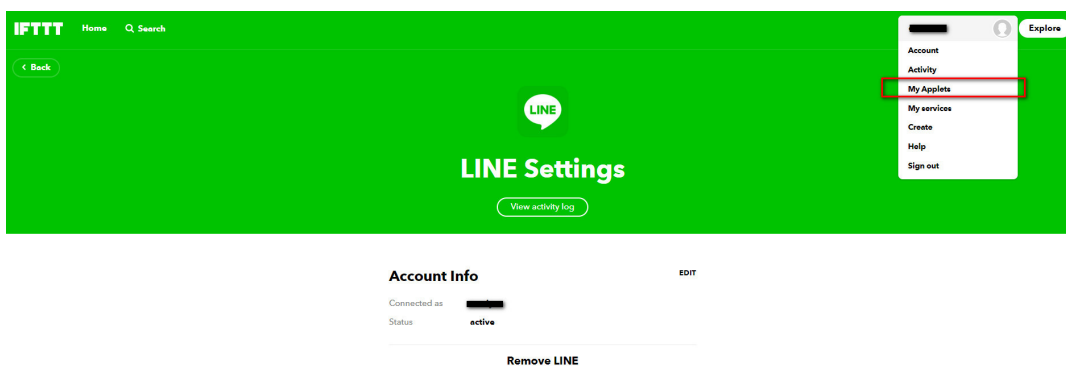 IFTTT Home Search Explore
Back
Account
Activity
My Applets
My services
Create
Help
Sign out
LINE
LINE Settings
View activity log
Account Info EDIT
Connected as
Status active
Remove LINE